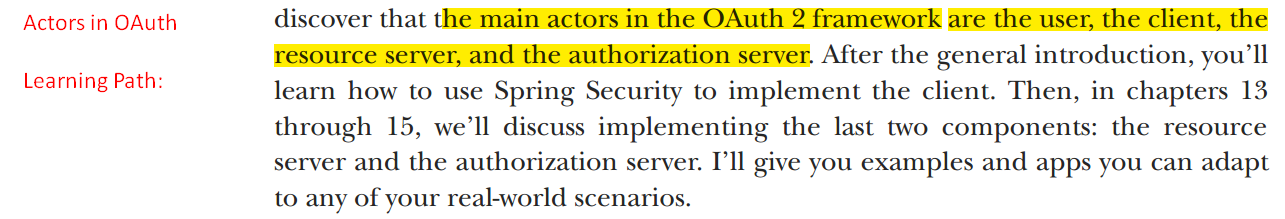 Actors in OAuth
Learning Path:
discover that the main actors in the OAuth 2 framework are the user, the client, the
resource server, and the authorization server. After the general introduction, you’ll
learn how to use Spring Security to implement the client. Then, in chapters 13
through 15, we’ll discuss implementing the last two components: the resource
server and the authorization server. I’ll give you examples and apps you can adapt
to any of your real-world scenarios.